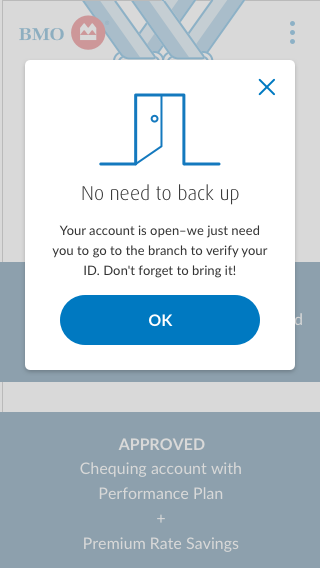 BMO
No need to back up
Your account is open–we just need
you to go to the branch to verify your
ID. Don't forget to bring it!
OK
d
APPROVED
Chequing account with
Performance Plan
+
Premium Rate Savings